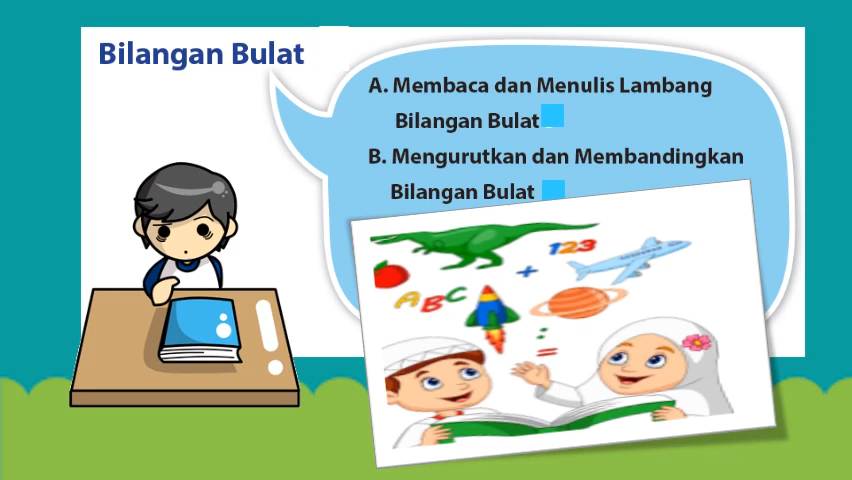 Bilangan Bulat
A. Membaca dan Menulis Lambang
Bilangan Bulat
B. Mengurutkan dan Membandingkan
Bilangan Bulat
123
+
ABC
:
=